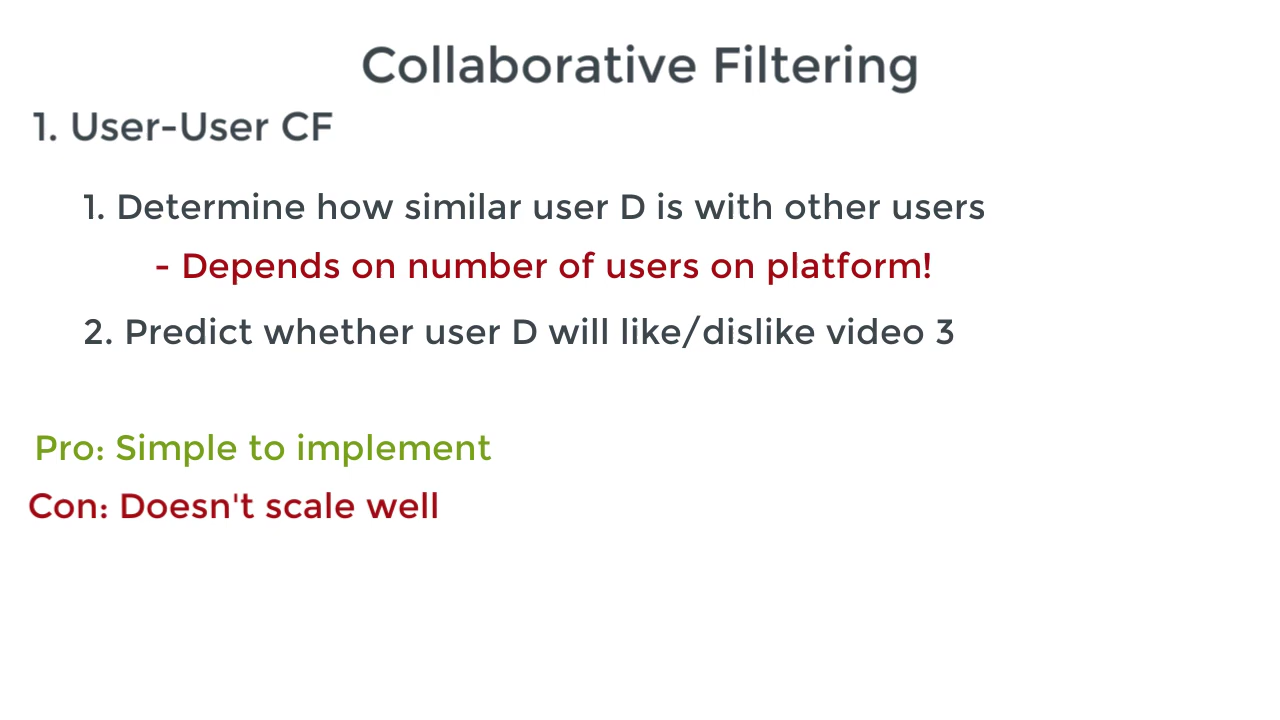 Collaborative Filtering
1. User-User CF
1. Determine how similar user D is with other users
- Depends on number of users on platform!
2. Predict whether user D will like/dislike video 3
Pro: Simple to implement
Con: Doesn't scale well